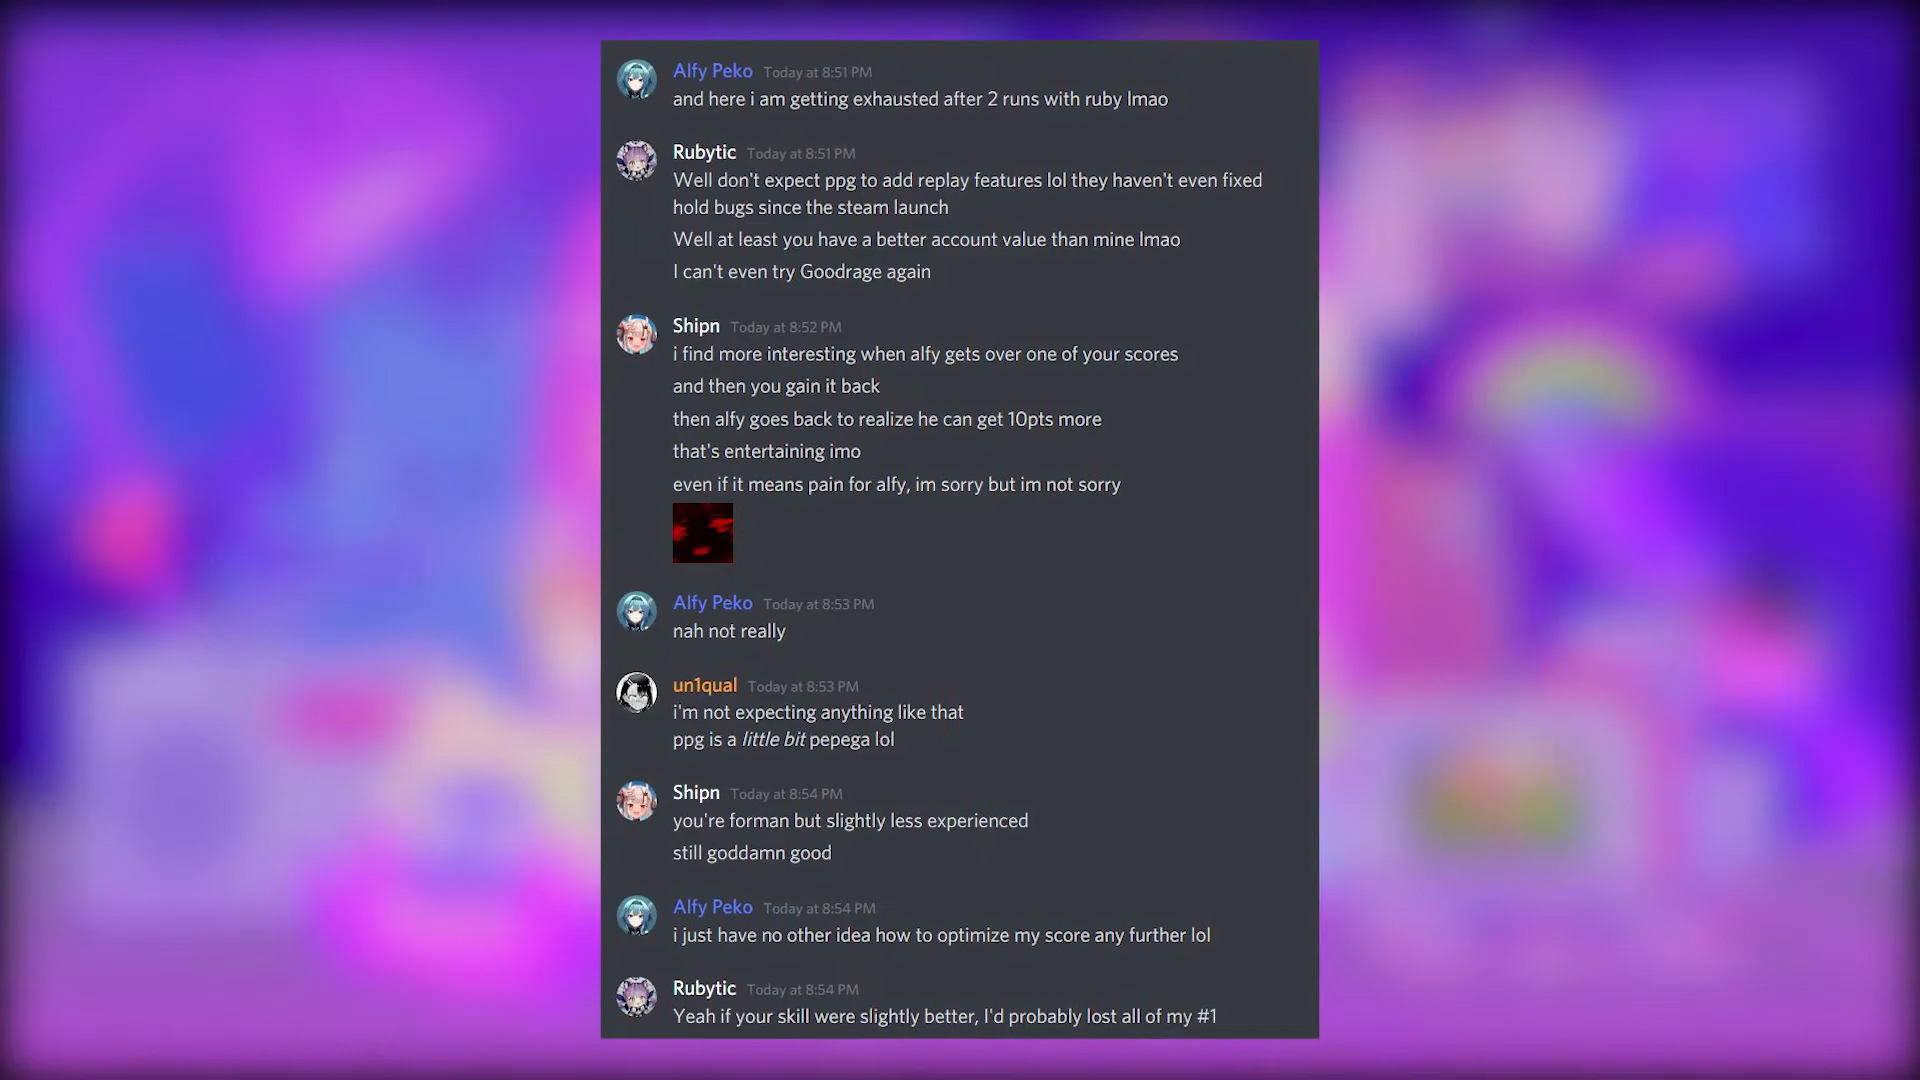 Alfy Peko Today at 8:51 PM
and here i am getting exhausted after 2 runs with ruby lmao
Rubytic Today at 8:51 PM
Well don't expect ppg to add replay features lol they haven't even fixed
hold bugs since the steam launch
Well at least you have a better account value than mine lmao
I can't even try Goodrage again
Shipn Today at 8:52 PM
i find more interesting when alfy gets over one of your scores
and then you gain it back
then alfy goes back to realize he can get 10pts more
that's entertaining imo
even if it means pain for alfy, im sorry but im not sorry
Alfy Peko Today at 8:53 PM
nah not really
un1qual Today at 8:53 PM
i'm not expecting anything like that
ppg is a little bit pepega lol
Shipn Today at 8:54 PM
you're forman but slightly less experienced
still goddamn good
Alfy Peko Today at 8:54 PM
i just have no other idea how to optimize my score any further lol
Rubytic Today at 8:54 PM
Yeah if your skill were slightly better, I'd probably lost all of my #1